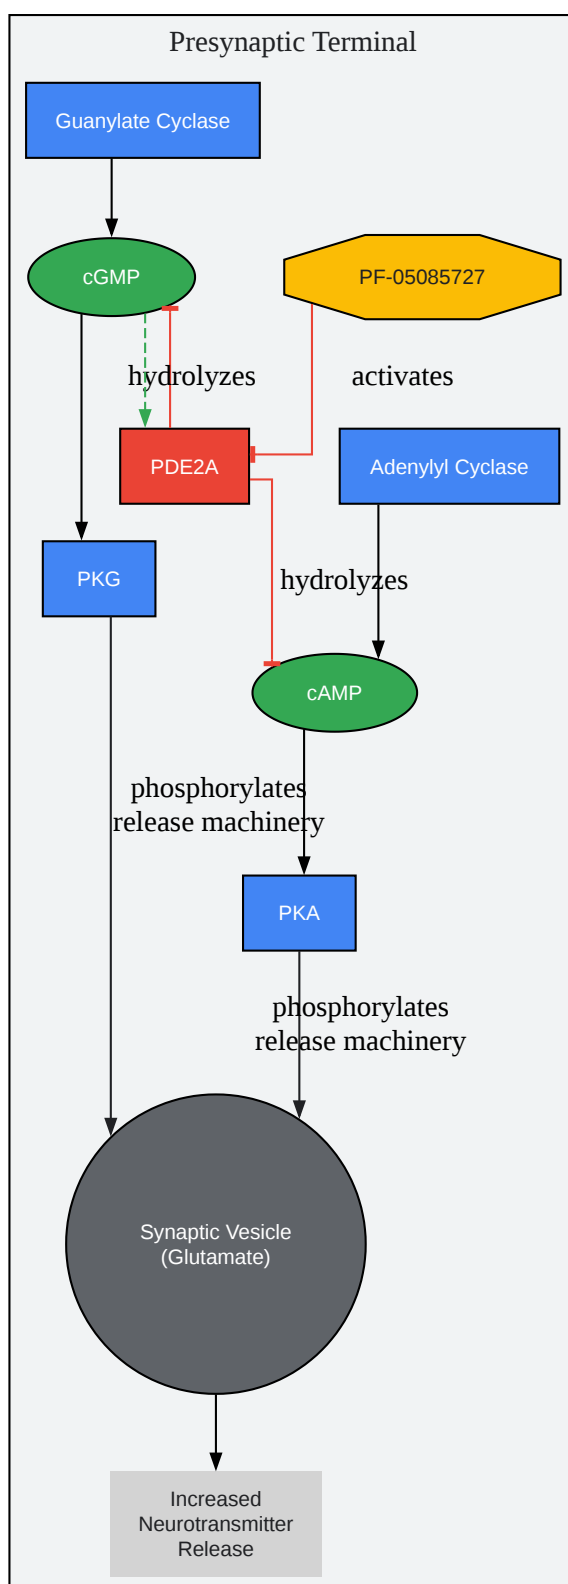 Presynaptic Terminal
Guanylate Cyclase
cGMP
PF-05085727
hydrolyzes
activates
PDE2A
Adenylyl Cyclase
PKG
hydrolyzes
cAMP
phosphorylates
release machinery
PKA
phosphorylates
release machinery
Synaptic Vesicle
(Glutamate)
Increased
Neurotransmitter
Release